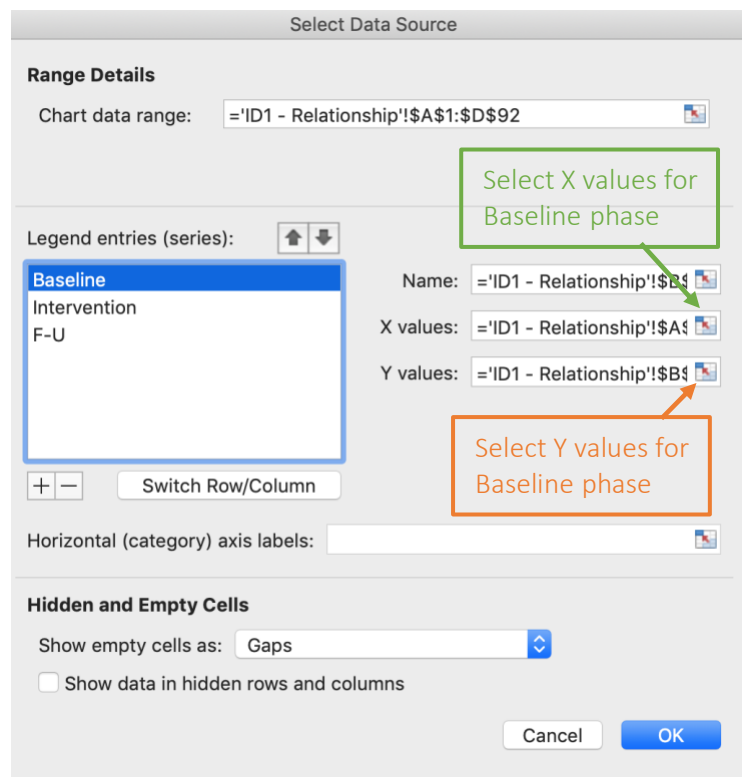 Select Data Source
Range Details
Chart data range: ='ID1 - Relationship'!$A$1:$D$92
Select X values for
Baseline phase
Legend entries (series):
Baseline
Intervention
F-U
Name: ='ID1 - Relationship'!$B$
X values: ='ID1 - Relationship'!$A$
Y values: ='ID1 - Relationship'!$B$
Select Y values for
Baseline phase
+ − Switch Row/Column
Horizontal (category) axis labels:
Hidden and Empty Cells
Show empty cells as: Gaps
Show data in hidden rows and columns
Cancel OK